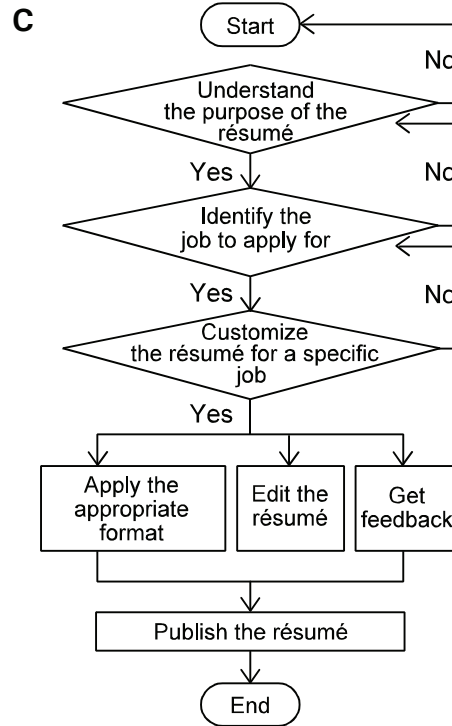 C
Start
No
Understand
the purpose of the
résumé
Yes
No
Identify the
job to apply for
Yes
No
Customize
the résumé for a specific
job
Yes
Apply the
appropriate
format
Edit the
résumé
Get
feedback
Publish the résumé
End